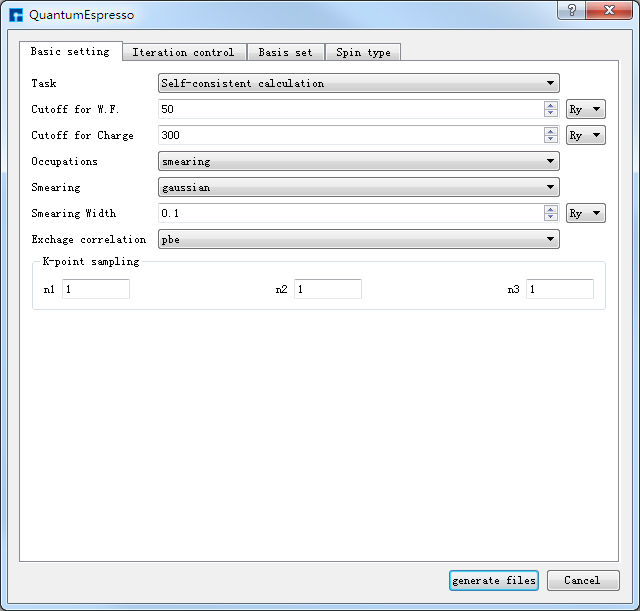 QuantumEspresso
Basic setting Iteration control Basis set Spin type
Task Self-consistent calculation
Cutoff for W.F. 50 Ry
Cutoff for Charge 300 Ry
Occupations smearing
Smearing gaussian
Smearing Width 0.1 Ry
Exchage correlation pbe
K-point sampling
n1 1 n2 1 n3 1
generate files Cancel